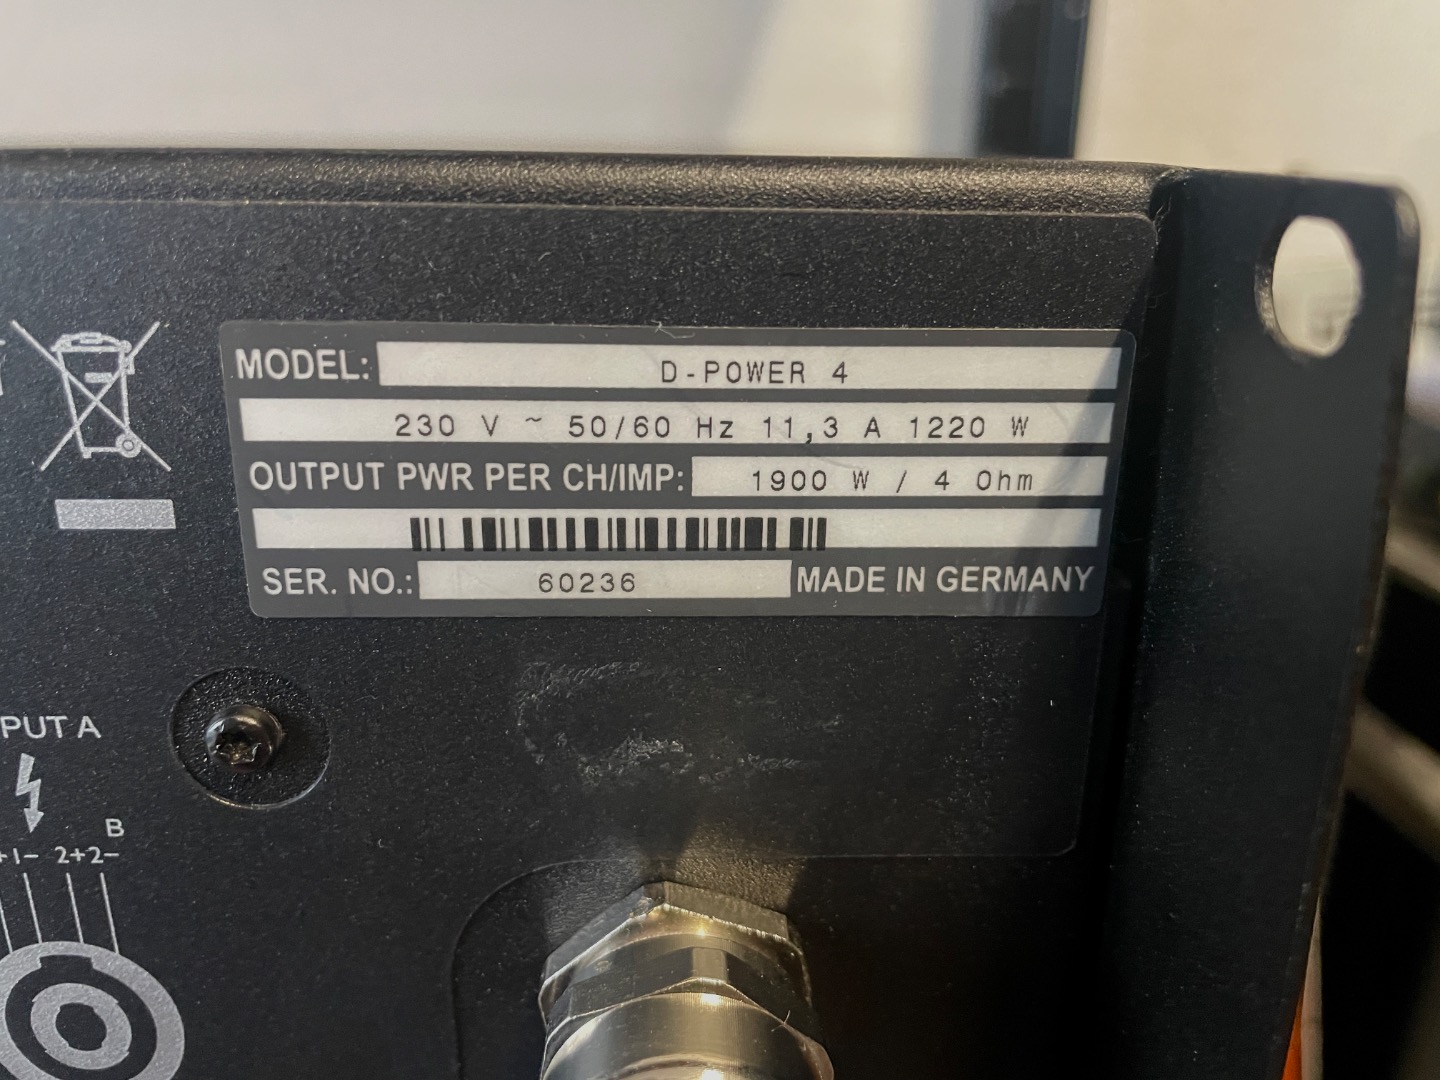 MODEL: D-POWER 4
230 V ~ 50/60 Hz 11,3 A 1220 W
OUTPUT PWR PER CH/IMP: 1900 W / 4 Ohm
SER. NO.: 60236 MADE IN GERMANY
PUT A
B
+1- 2+2-